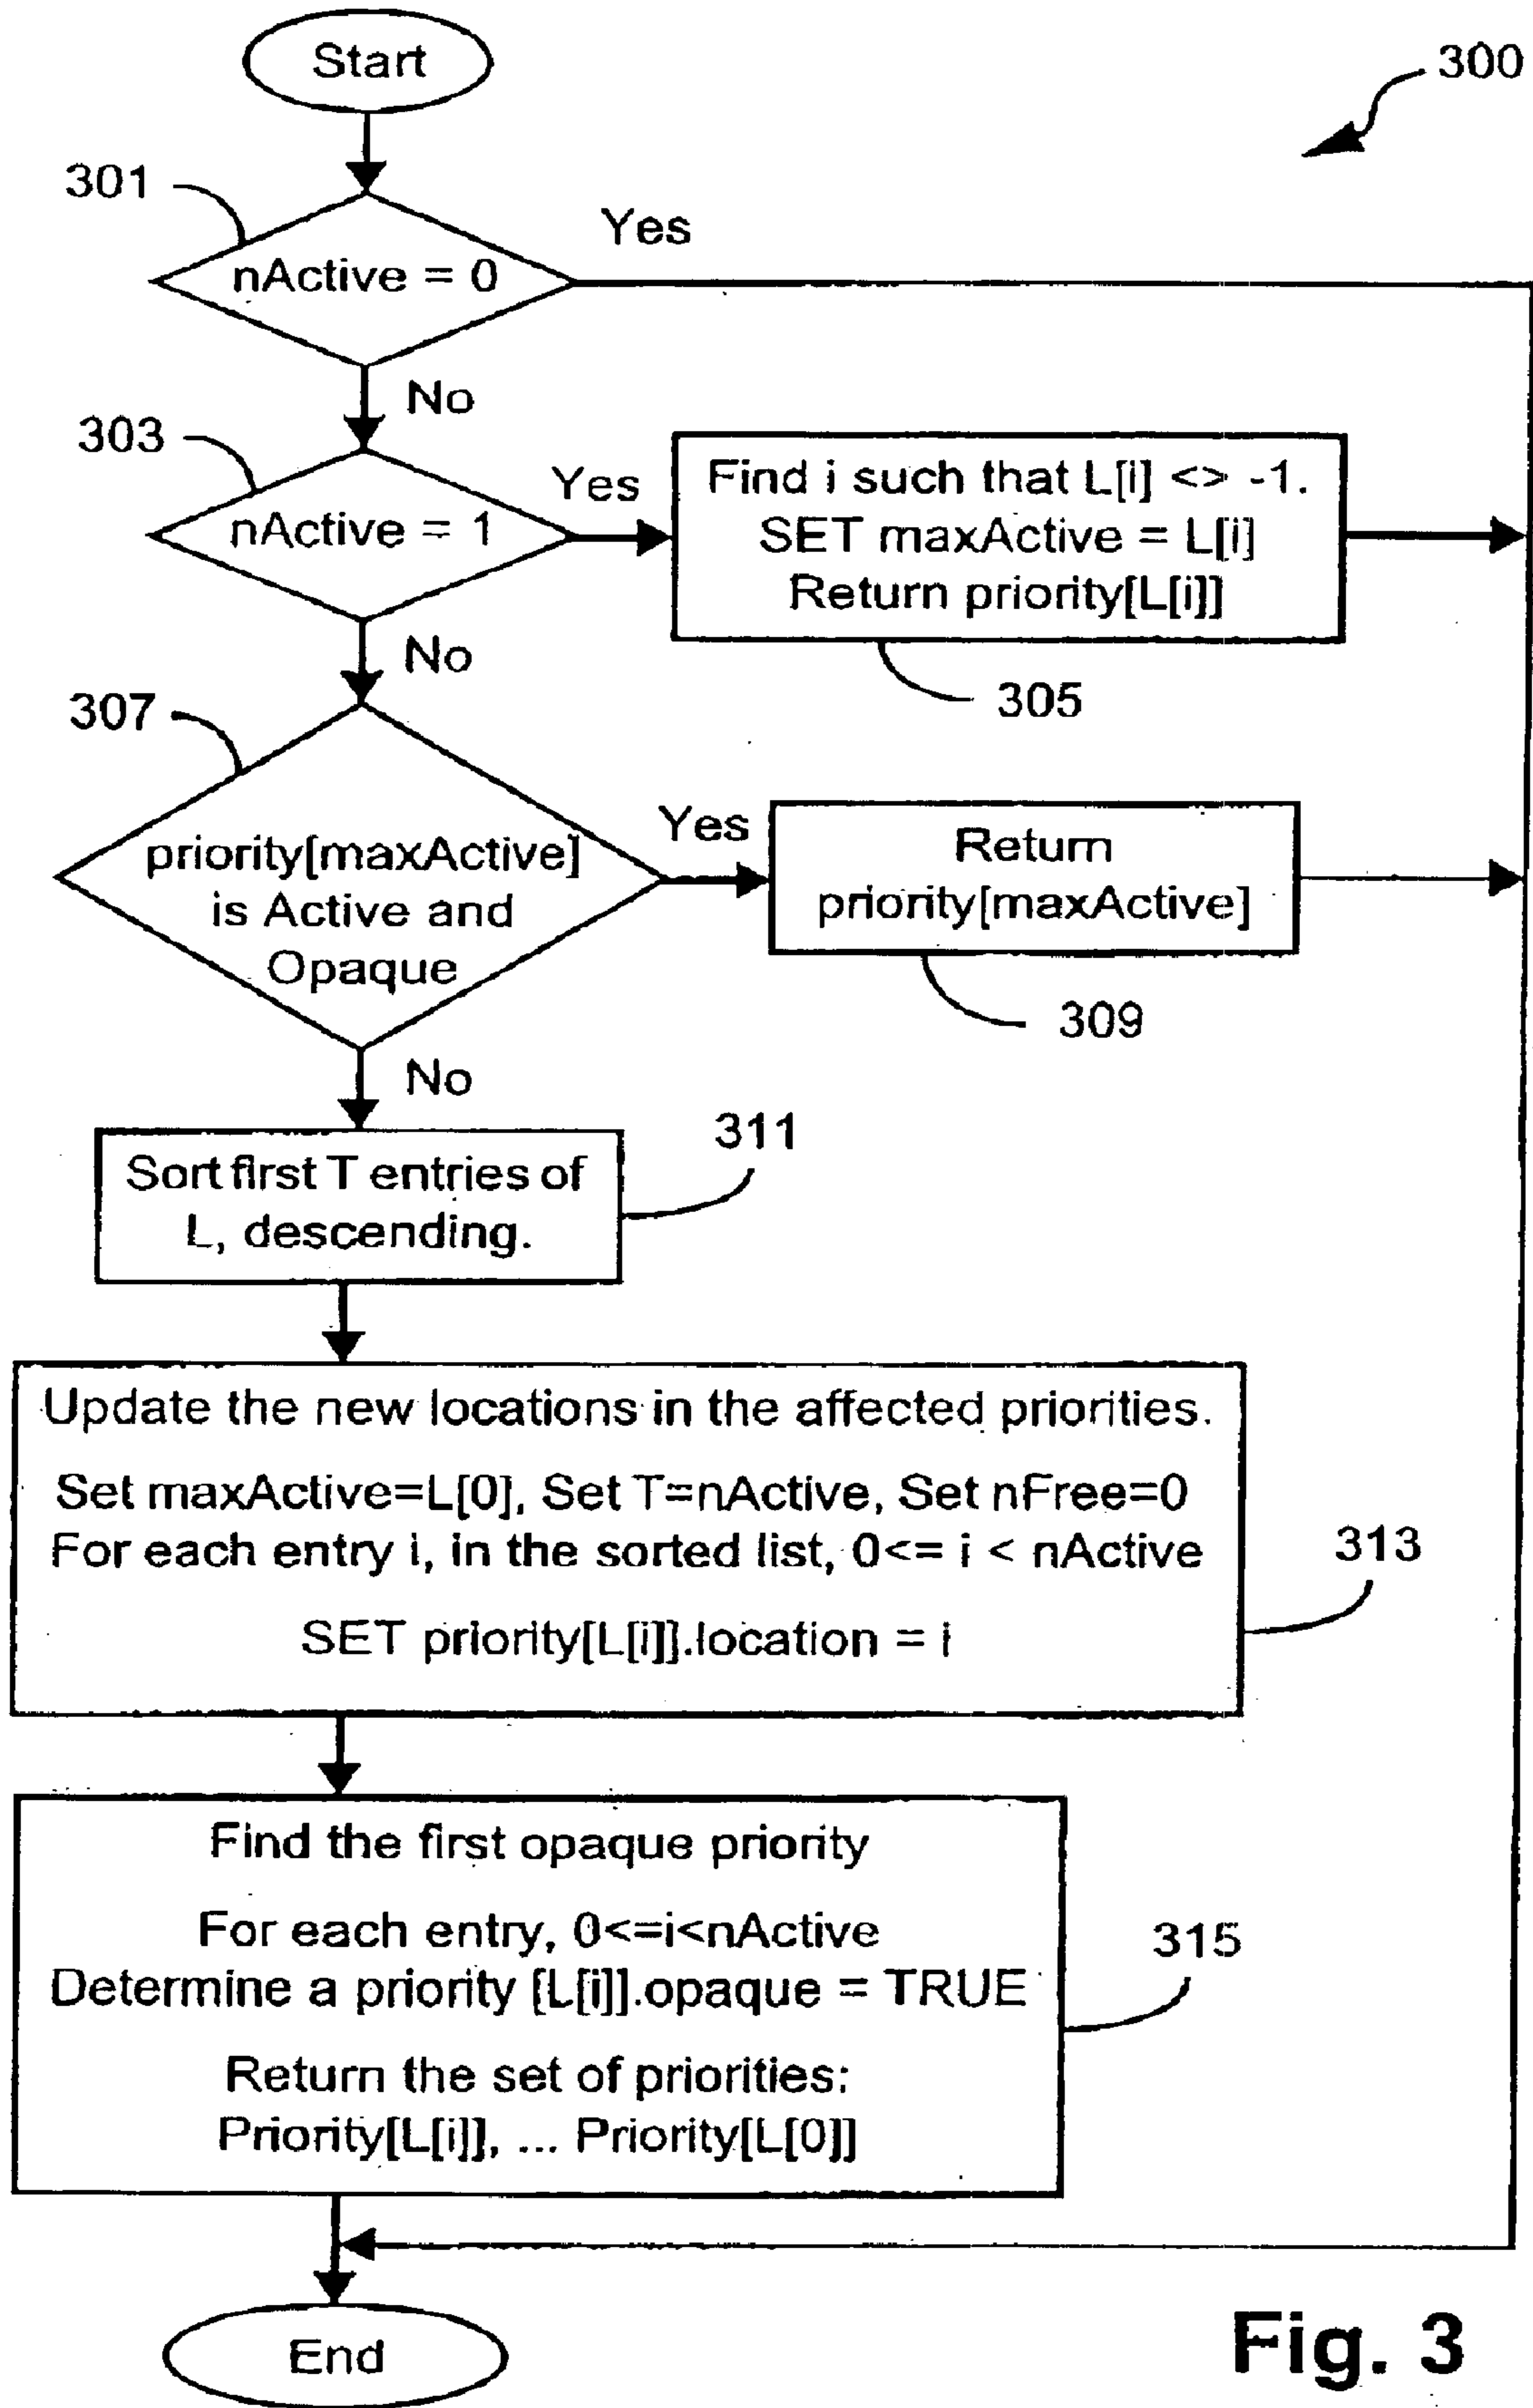 Start
300
301
Yes
nActive = 0
No
303
Yes
nActive = 1
Find i such that L[i] <> -1.
SET maxActive = L[i]
Return priority[L[i]]
305
No
307
Yes
priority[maxActive]
is Active and
Opaque
Return
priority[maxActive]
309
No
311
Sort first T entries of
L, descending.
Update the new locations in the affected priorities.
Set maxActive=L[0], Set T=nActive, Set nFree=0
For each entry i, in the sorted list, 0<= i < nActive
SET priority[L[i]].location = i
313
Find the first opaque priority
For each entry, 0<=i<nActive
Determine a priority [L[i]].opaque = TRUE
Return the set of priorities:
Priority[L[i]], ... Priority[L[0]]
315
End
Fig. 3